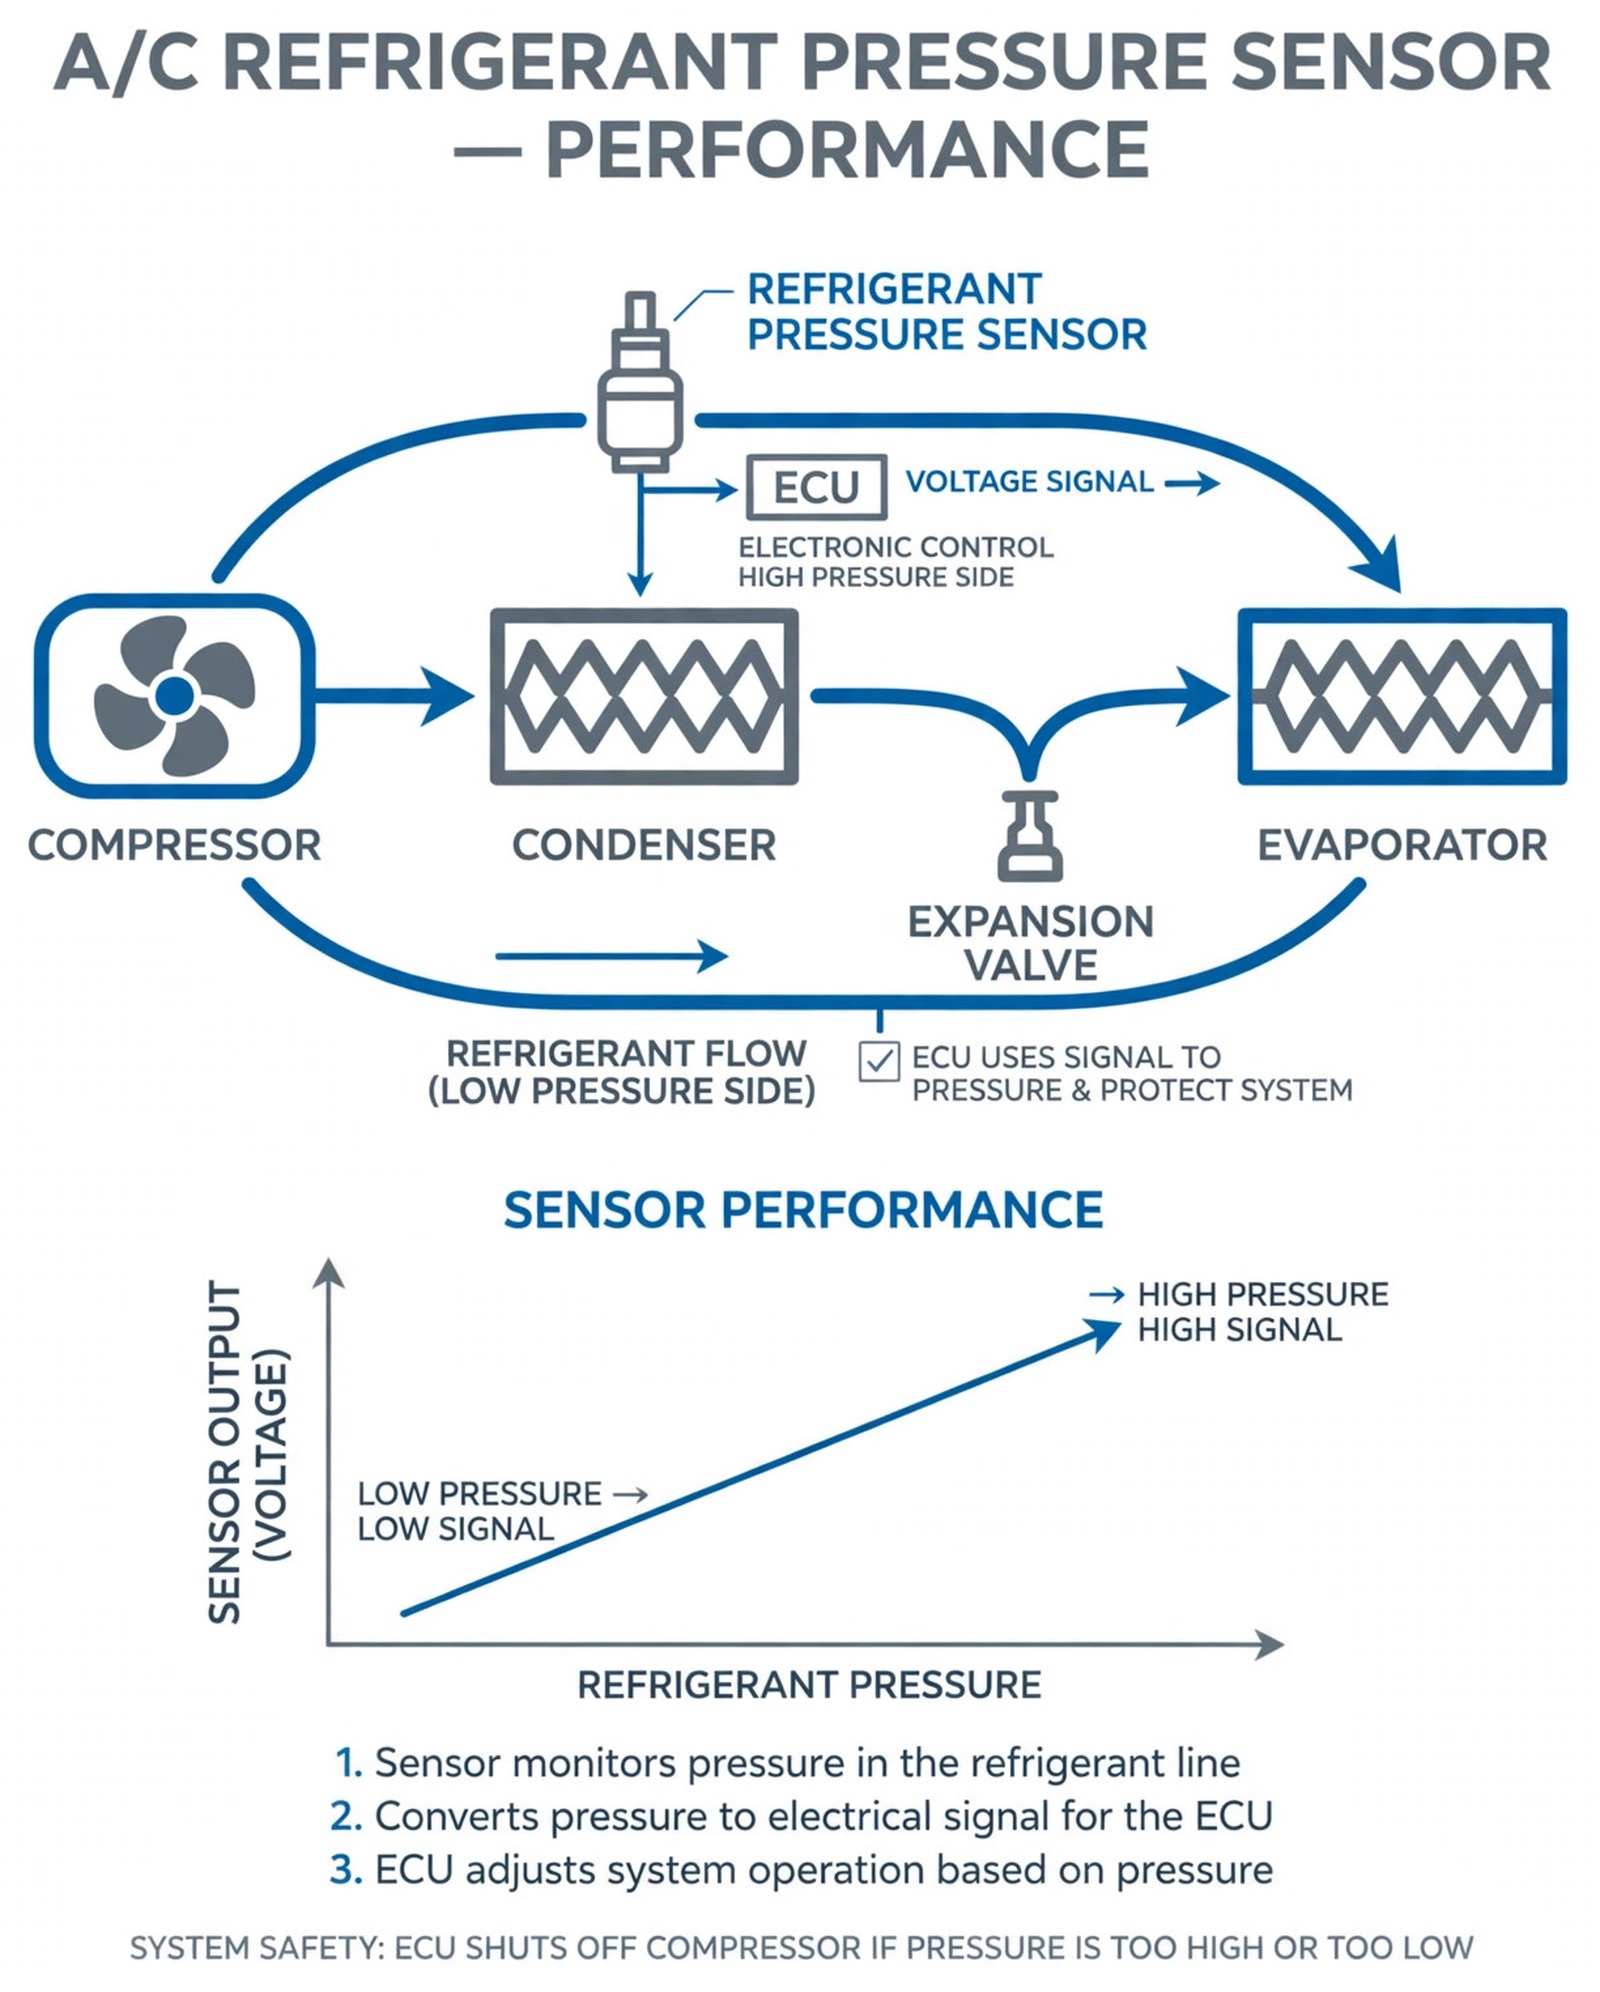 A/C REFRIGERANT PRESSURE SENSOR
— PERFORMANCE
REFRIGERANT
PRESSURE SENSOR
ECU
VOLTAGE SIGNAL →
ELECTRONIC CONTROL
HIGH PRESSURE SIDE
COMPRESSOR
CONDENSER
EXPANSION
VALVE
EVAPORATOR
REFRIGERANT FLOW
(LOW PRESSURE SIDE)
ECU USES SIGNAL TO
PRESSURE & PROTECT SYSTEM
SENSOR PERFORMANCE
SENSOR OUTPUT
(VOLTAGE)
→ HIGH PRESSURE
HIGH SIGNAL
LOW PRESSURE →
LOW SIGNAL
REFRIGERANT PRESSURE
1. Sensor monitors pressure in the refrigerant line
2. Converts pressure to electrical signal for the ECU
3. ECU adjusts system operation based on pressure
SYSTEM SAFETY: ECU SHUTS OFF COMPRESSOR IF PRESSURE IS TOO HIGH OR TOO LOW